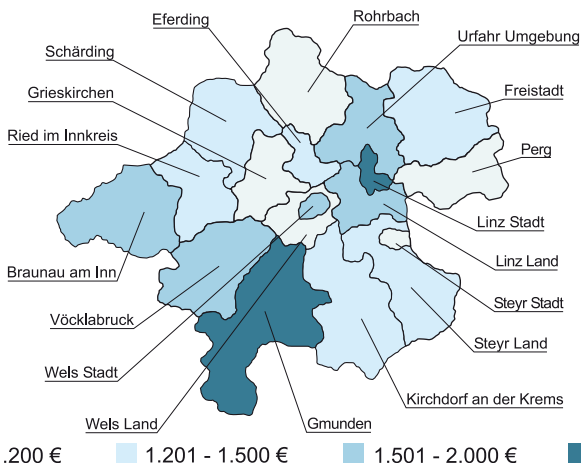 Rohrbach
Eferding
Urfahr Umgebung
Schärding
Grieskirchen
Freistadt
Ried im Innkreis
Perg
Linz Stadt
Linz Land
Braunau am Inn
Steyr Stadt
Vöcklabruck
Steyr Land
Wels Stadt
Kirchdorf an der Krems
Wels Land
Gmunden
.200 € 1.201 - 1.500 € 1.501 - 2.000 €